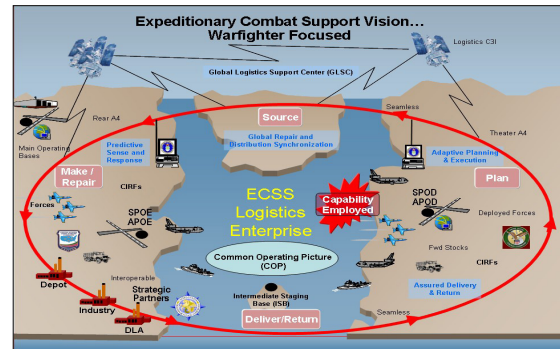 Expeditionary Combat Support Vision…
Warfighter Focused
Logistics C3I
Global Logistics Support Center (GLSC)
Rear A4
Seamless
Source
Theater A4
Main Operating
Bases
Predictive
Sense and
Response
Global Repair and
Distribution Synchronization
Adaptive Planning
& Execution
Make /
Repair
Plan
CIRFs
ECSS
Logistics
Enterprise
Capability
Employed
Forces
SPOE
APOE
SPOD
APOD
Deployed Forces
Fwd Stocks
CIRFs
Common Operating Picture
(COP)
Depot
Interoperable
Strategic
Partners
Industry
DLA
Intermediate Staging
Base (ISB)
Assured Delivery
& Return
Deliver/Return
Seamless